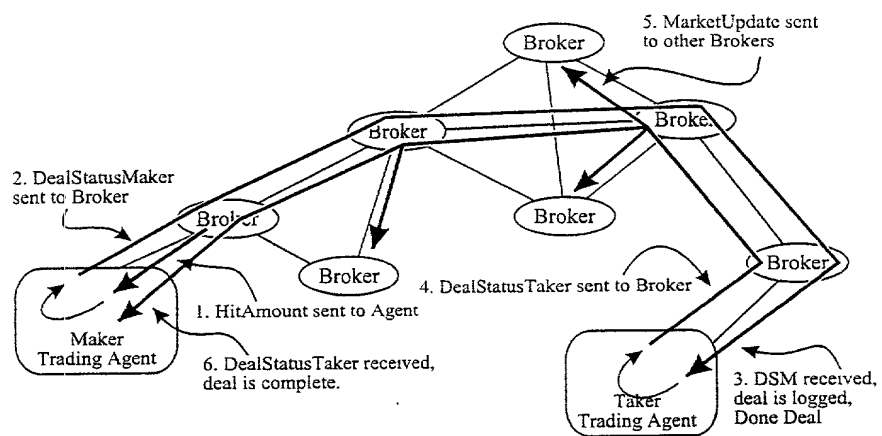 5. MarketUpdate sent
to other Brokers
Broker
Broker
Broker
2. DealStatusMaker
sent to Broker
Broker
Broker
Broker
Broker
4. DealStatusTaker sent to Broker
1. HitAmount sent to Agent
Maker
Trading Agent
6. DealStatusTaker received,
deal is complete.
Taker
Trading Agent
3. DSM received,
deal is logged,
Done Deal